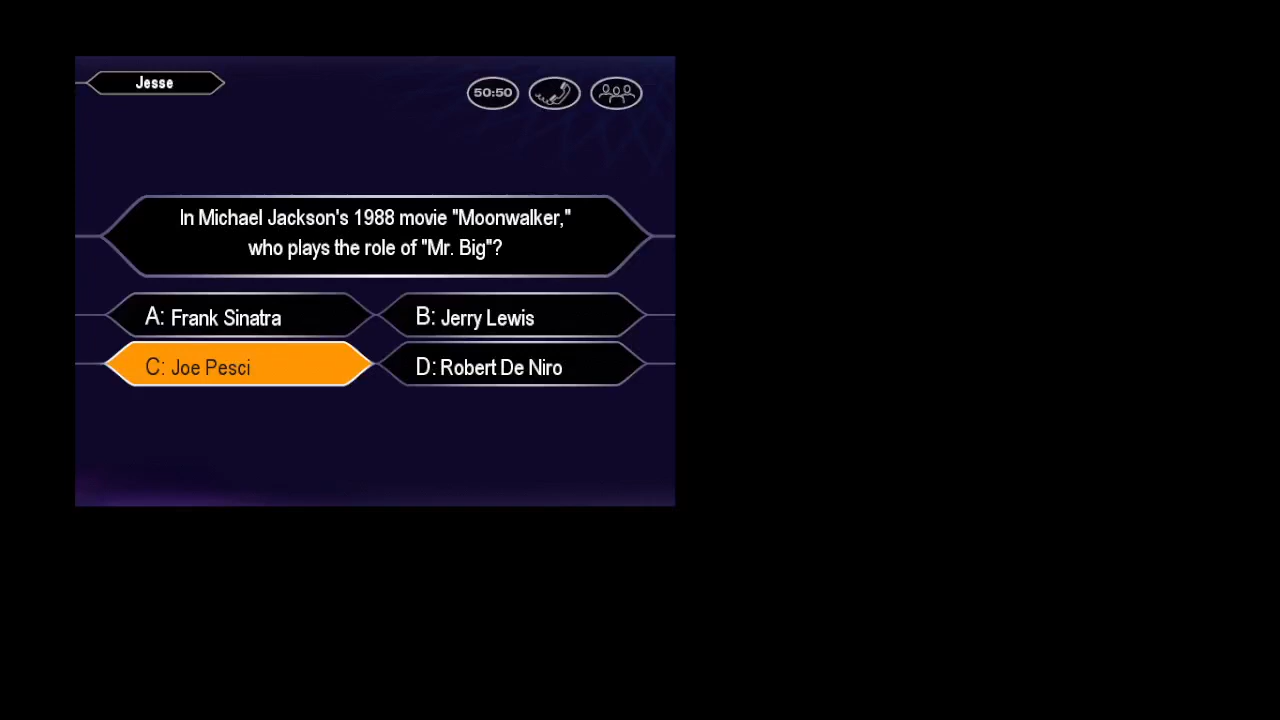 Jesse
50:50
In Michael Jackson's 1988 movie "Moonwalker,"
who plays the role of "Mr. Big"?
A: Frank Sinatra
B: Jerry Lewis
C: Joe Pesci
D: Robert De Niro